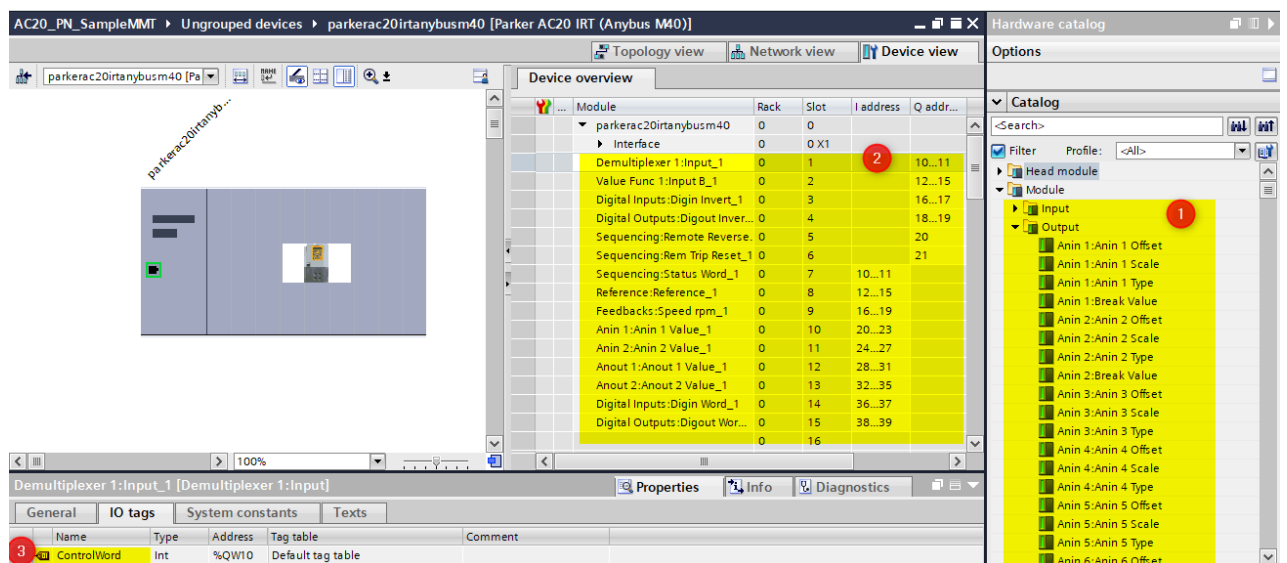 AC20_PN_SampleMMT ▸ Ungrouped devices ▸ parkerac20irtanybusm40 [Parker AC20 IRT (Anybus M40)]
Topology view Network view Device view
parkerac20irtanybusm40 [Pa
Device overview
parkerac20irtanyb...
... Module Rack Slot I address Q addr...
parkerac20irtanybusm40 0 0
Interface 0 0 X1
Demultiplexer 1:Input_1 0 1 10...11
2
Value Func 1:Input B_1 0 2 12...15
Digital Inputs:Digin Invert_1 0 3 16...17
Digital Outputs:Digout Inver... 0 4 18...19
Sequencing:Remote Reverse. 0 5 20
Sequencing:Rem Trip Reset_1 0 6 21
Sequencing:Status Word_1 0 7 10...11
Reference:Reference_1 0 8 12...15
Feedbacks:Speed rpm_1 0 9 16...19
Anin 1:Anin 1 Value_1 0 10 20...23
Anin 2:Anin 2 Value_1 0 11 24...27
Anout 1:Anout 1 Value_1 0 12 28...31
Anout 2:Anout 2 Value_1 0 13 32...35
Digital Inputs:Digin Word_1 0 14 36...37
Digital Outputs:Digout Wor... 0 15 38...39
0 16
100%
Demultiplexer 1:Input_1 [Demultiplexer 1:Input]
Properties Info Diagnostics
General IO tags System constants Texts
Name Type Address Tag table Comment
3 ControlWord Int %QW10 Default tag table
Hardware catalog
Options
Catalog
<Search>
Filter Profile: <All>
Head module
Module
Input
1
Output
Anin 1:Anin 1 Offset
Anin 1:Anin 1 Scale
Anin 1:Anin 1 Type
Anin 1:Break Value
Anin 2:Anin 2 Offset
Anin 2:Anin 2 Scale
Anin 2:Anin 2 Type
Anin 2:Break Value
Anin 3:Anin 3 Offset
Anin 3:Anin 3 Scale
Anin 3:Anin 3 Type
Anin 4:Anin 4 Offset
Anin 4:Anin 4 Scale
Anin 4:Anin 4 Type
Anin 5:Anin 5 Offset
Anin 5:Anin 5 Scale
Anin 5:Anin 5 Type
Anin 6:Anin 6 Offset